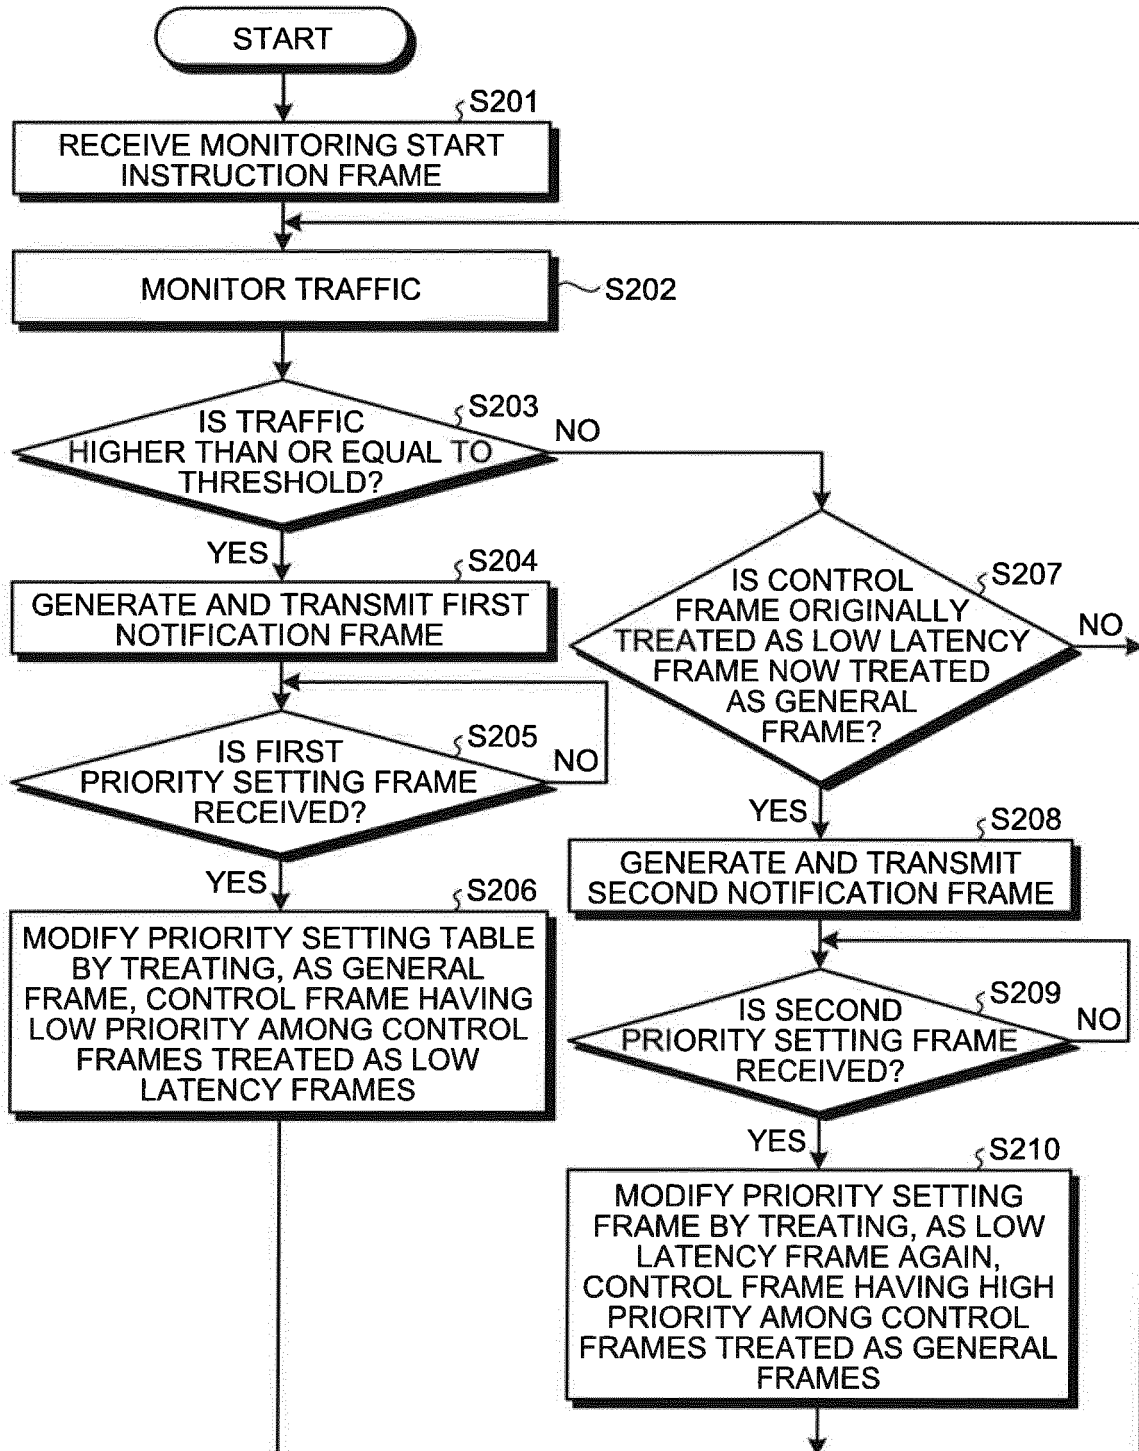 START
S201
RECEIVE MONITORING START
INSTRUCTION FRAME
MONITOR TRAFFIC
S202
S203
IS TRAFFIC
HIGHER THAN OR EQUAL TO
THRESHOLD?
NO
YES
S204
GENERATE AND TRANSMIT FIRST
NOTIFICATION FRAME
S205
IS FIRST
PRIORITY SETTING FRAME
RECEIVED?
NO
YES
S206
MODIFY PRIORITY SETTING TABLE
BY TREATING, AS GENERAL
FRAME, CONTROL FRAME HAVING
LOW PRIORITY AMONG CONTROL
FRAMES TREATED AS LOW
LATENCY FRAMES
S207
IS CONTROL
FRAME ORIGINALLY
TREATED AS LOW LATENCY
FRAME NOW TREATED
AS GENERAL
FRAME?
NO
YES
S208
GENERATE AND TRANSMIT
SECOND NOTIFICATION FRAME
S209
IS SECOND
PRIORITY SETTING FRAME
RECEIVED?
NO
YES
S210
MODIFY PRIORITY SETTING
FRAME BY TREATING, AS LOW
LATENCY FRAME AGAIN,
CONTROL FRAME HAVING HIGH
PRIORITY AMONG CONTROL
FRAMES TREATED AS GENERAL
FRAMES